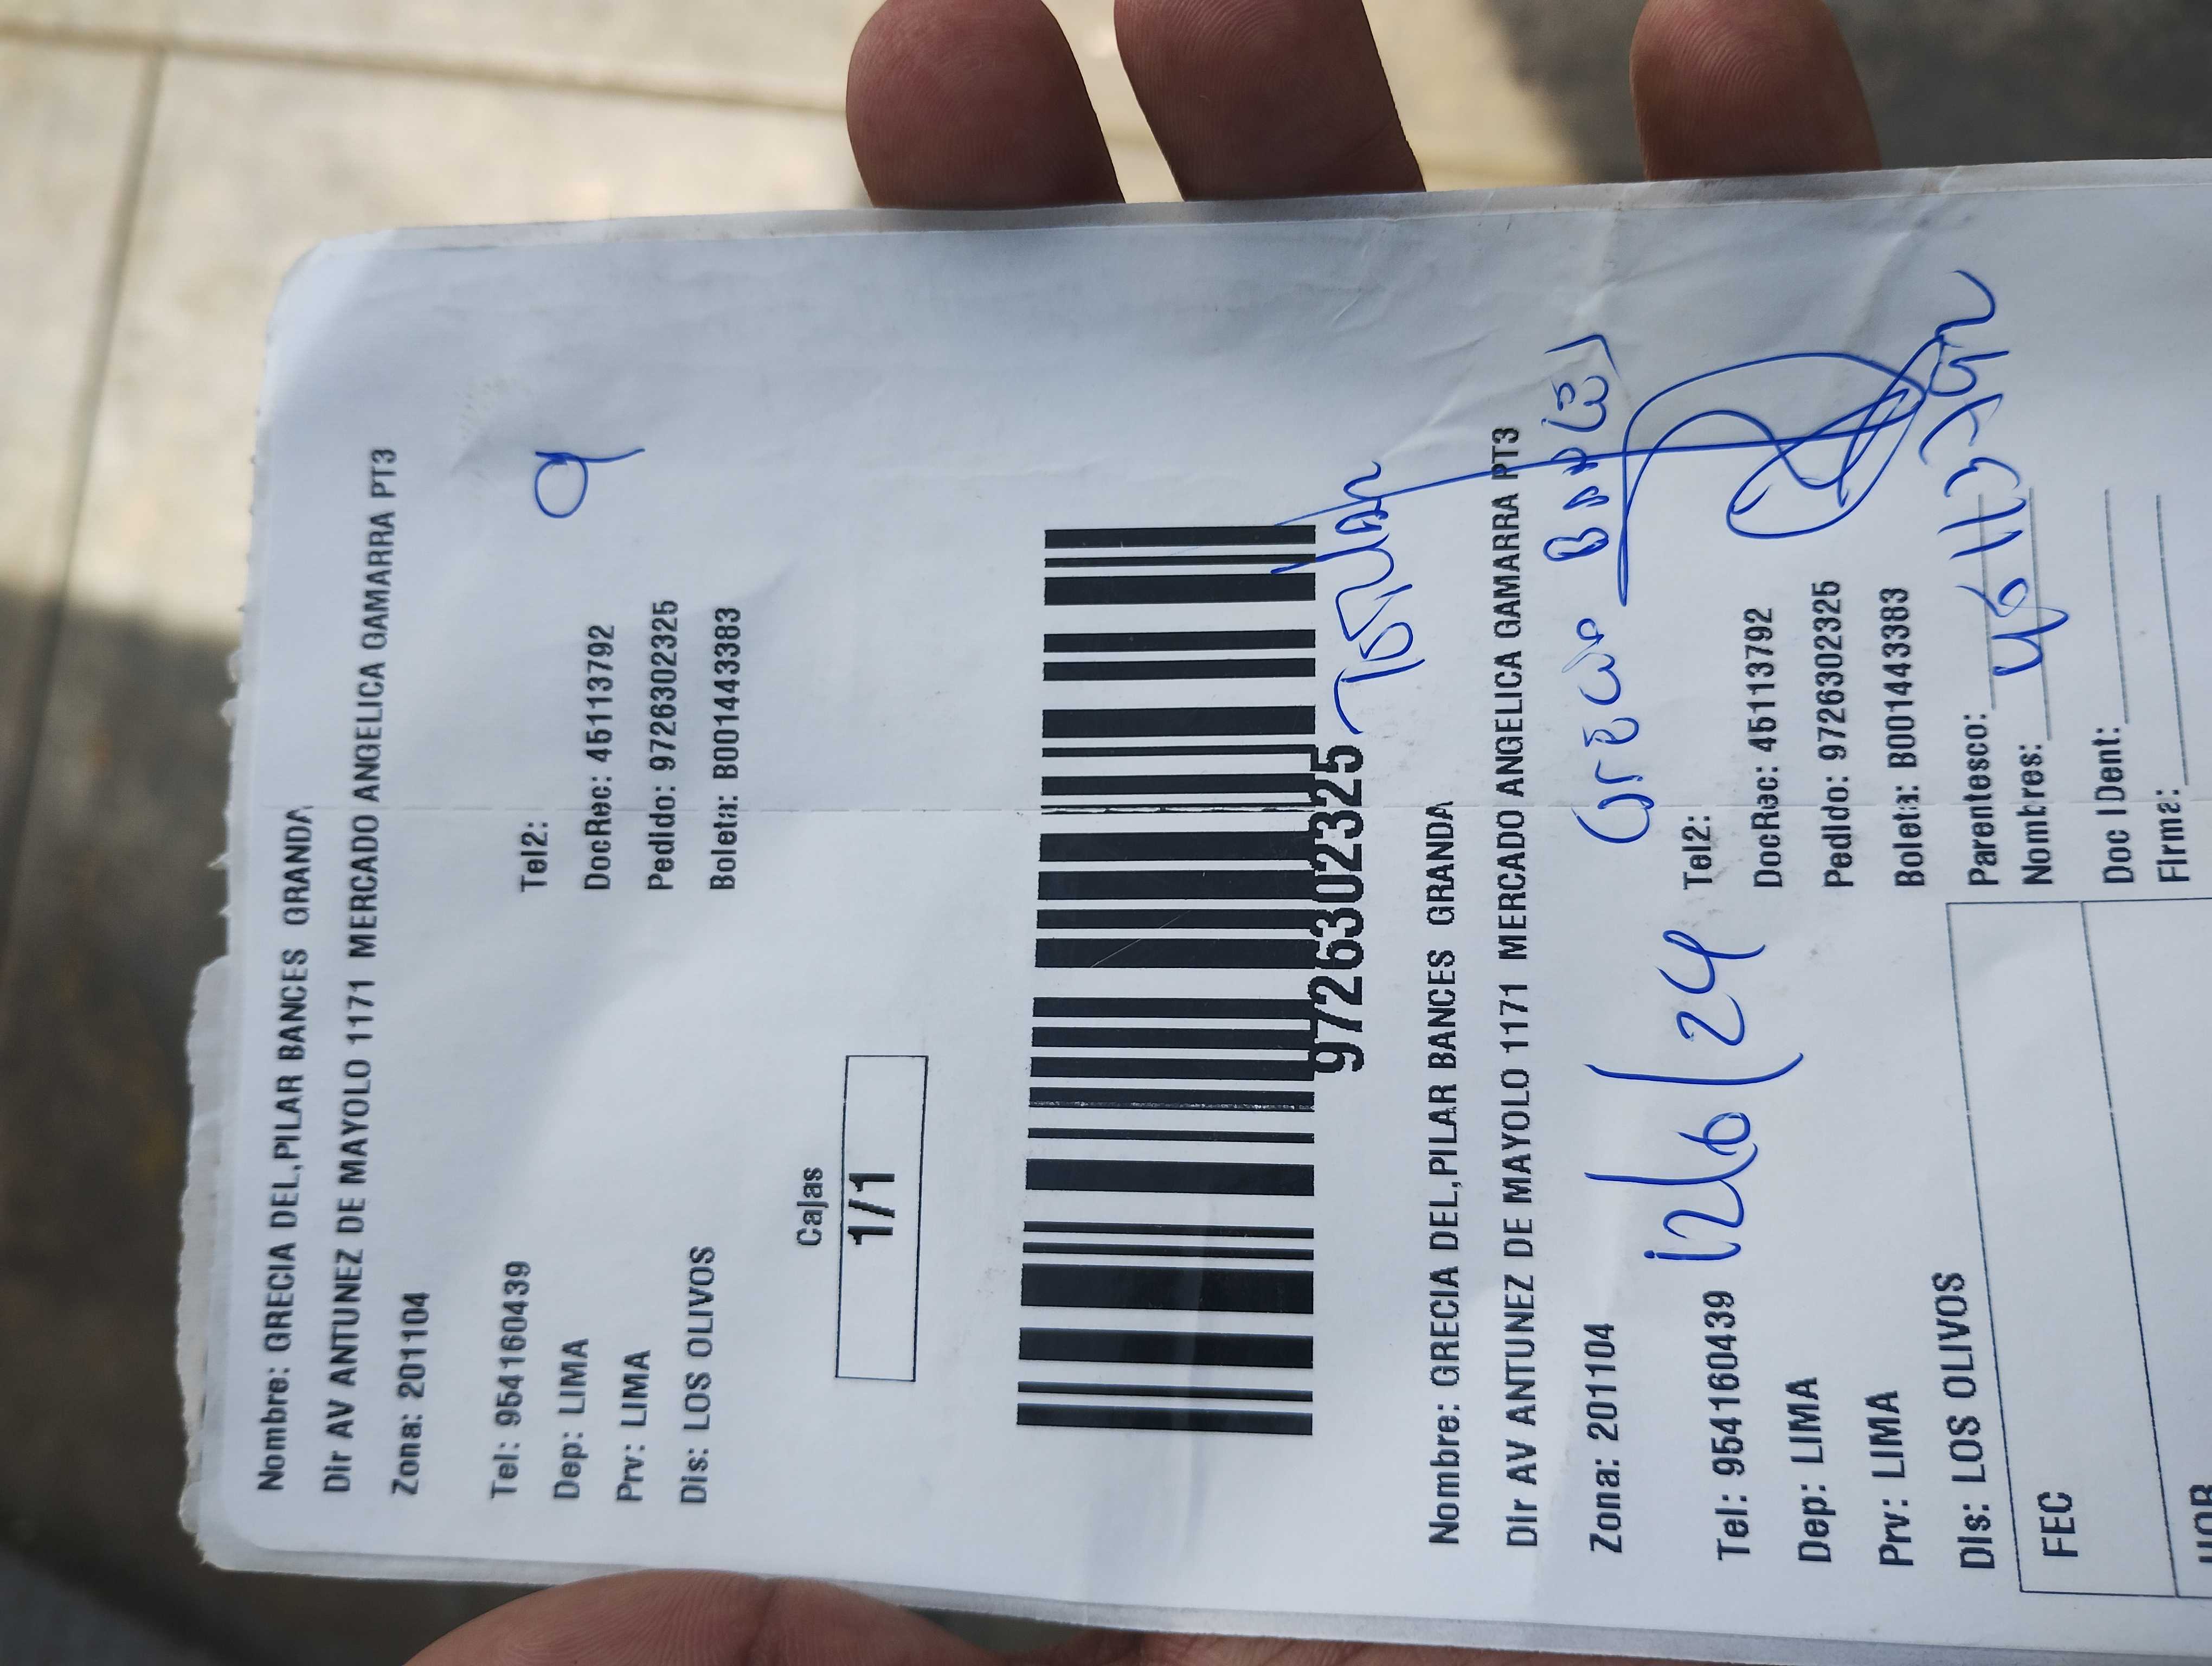 Nombre: GRECIA DEL,PILAR BANCES GRANDA
Dir AV ANTUNEZ DE MAYOLO 1171 MERCADO ANGELICA GAMARRA PT3
Zona: 201104
9
Tel: 954160439 Tel2:
Dep: LIMA DocRec: 45113792
Prv: LIMA Pedido: 9726302325
Dis: LOS OLIVOS Boleta: B001443383
Cajas
1/1
9726302325
Nombre: GRECIA DEL,PILAR BANCES GRANDA
Dir AV ANTUNEZ DE MAYOLO 1171 MERCADO ANGELICA GAMARRA PT3
Zona: 201104
12/6/24
Tel: 954160439 Tel2:
Dep: LIMA DocRec: 45113792
Prv: LIMA Pedido: 9726302325
Dis: LOS OLIVOS Boleta: B001443383
FEC Parentesco:
Nombres:
Doc IDent:
HOR Firma: